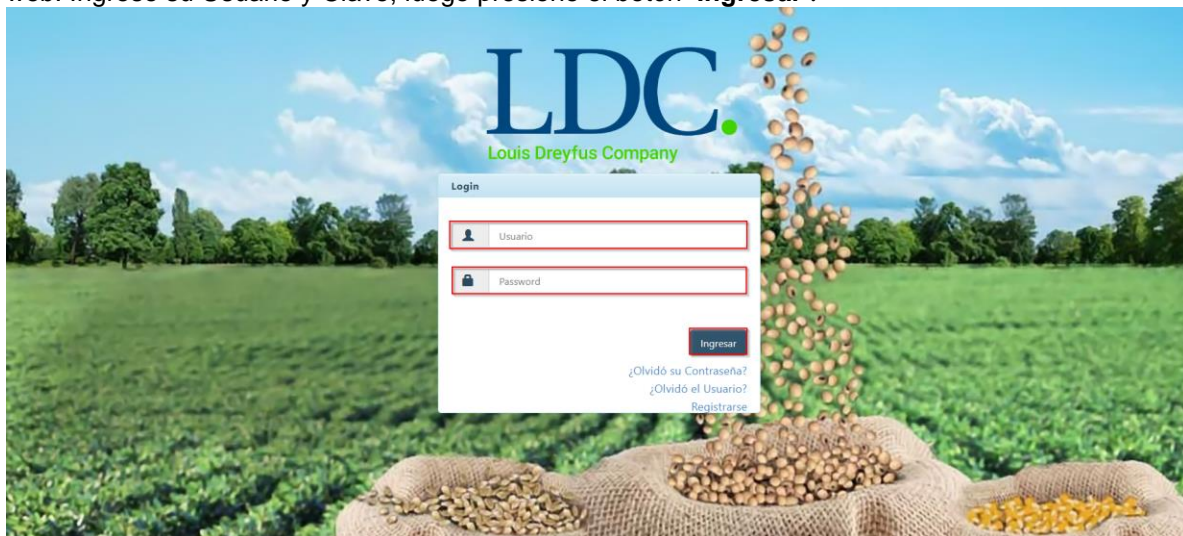 LDC.
Louis Dreyfus Company
Login
Usuario
Password
Ingresar
¿Olvidó su Contraseña?
¿Olvidó el Usuario?
Registrarse